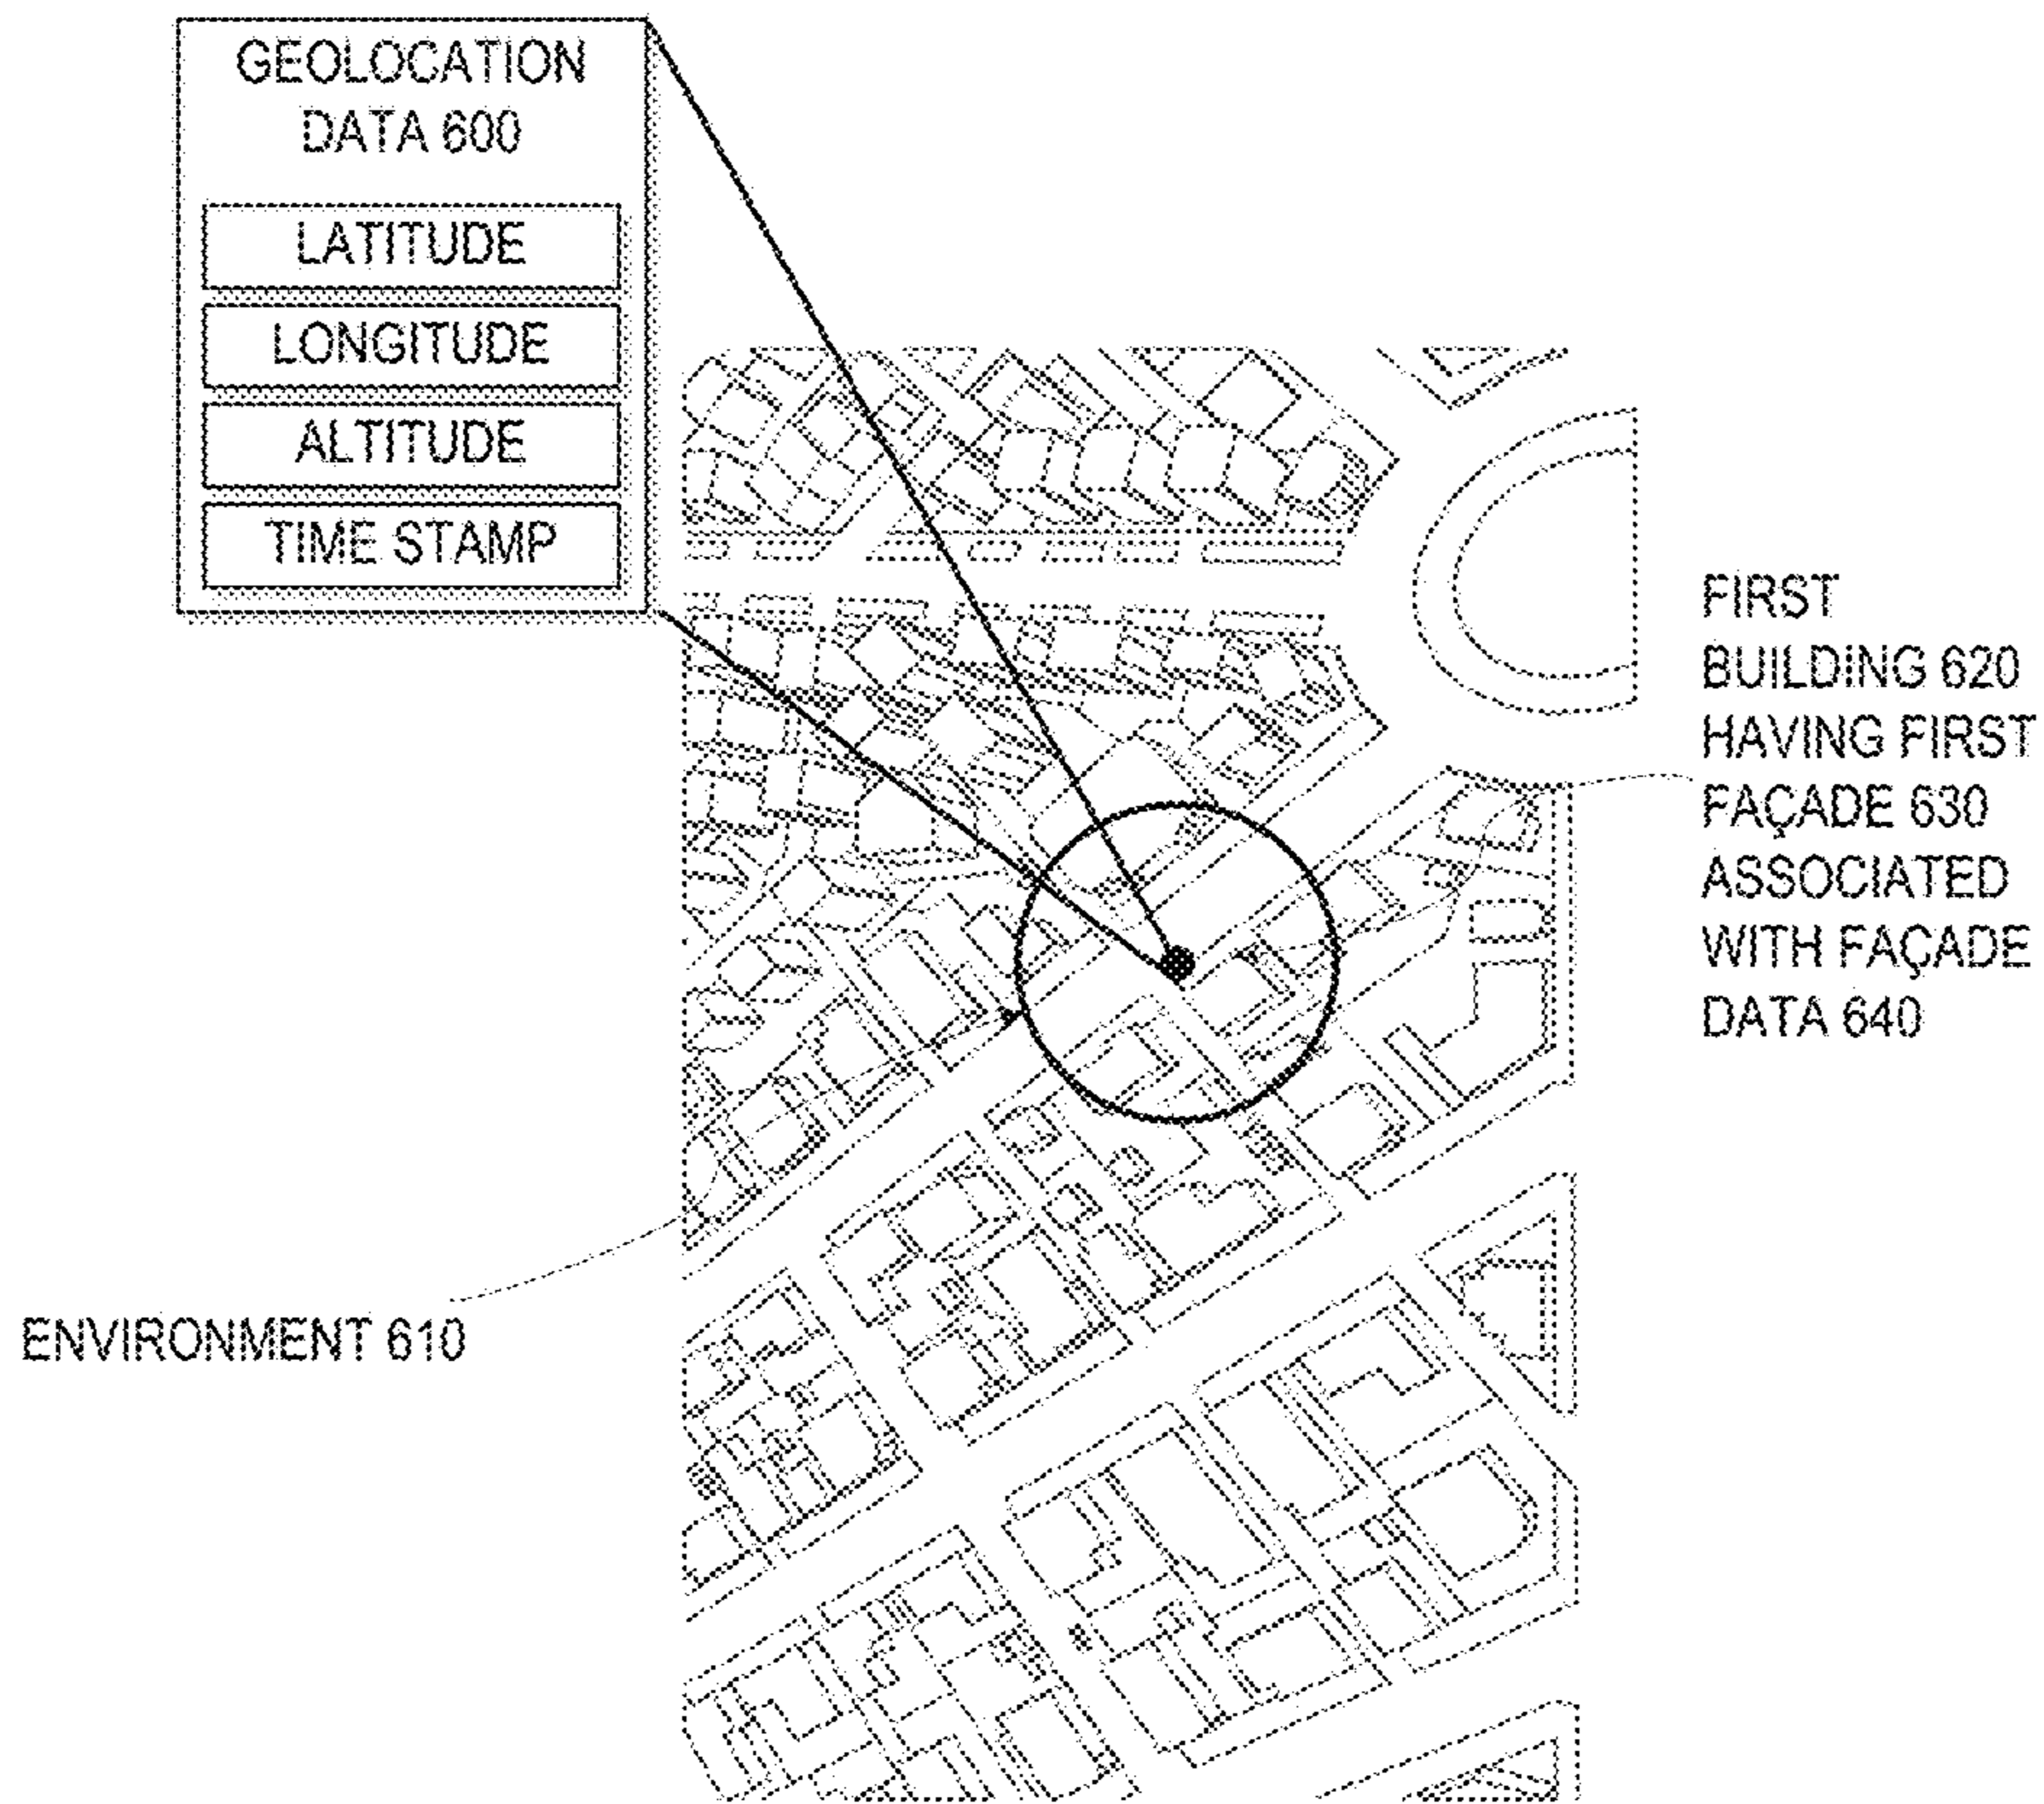 GEOLOCATION
DATA 600
LATITUDE
LONGITUDE
ALTITUDE
TIME STAMP
FIRST
BUILDING 620
HAVING FIRST
FAÇADE 630
ASSOCIATED
WITH FAÇADE
DATA 640
ENVIRONMENT 610